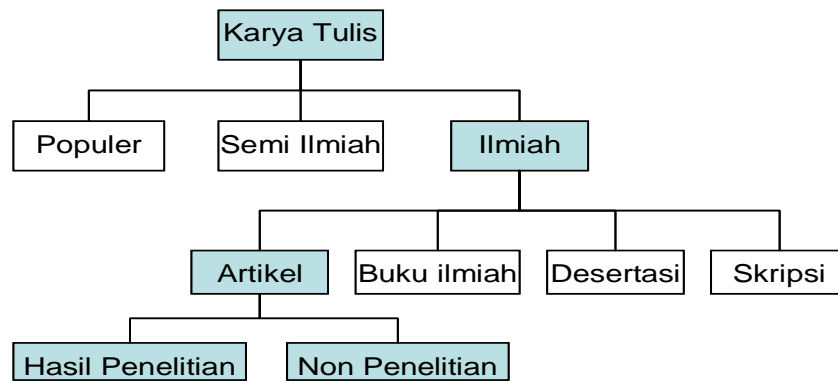 Karya Tulis
Populer
Semi Ilmiah
Ilmiah
Artikel
Buku ilmiah
Desertasi
Skripsi
Hasil Penelitian
Non Penelitian